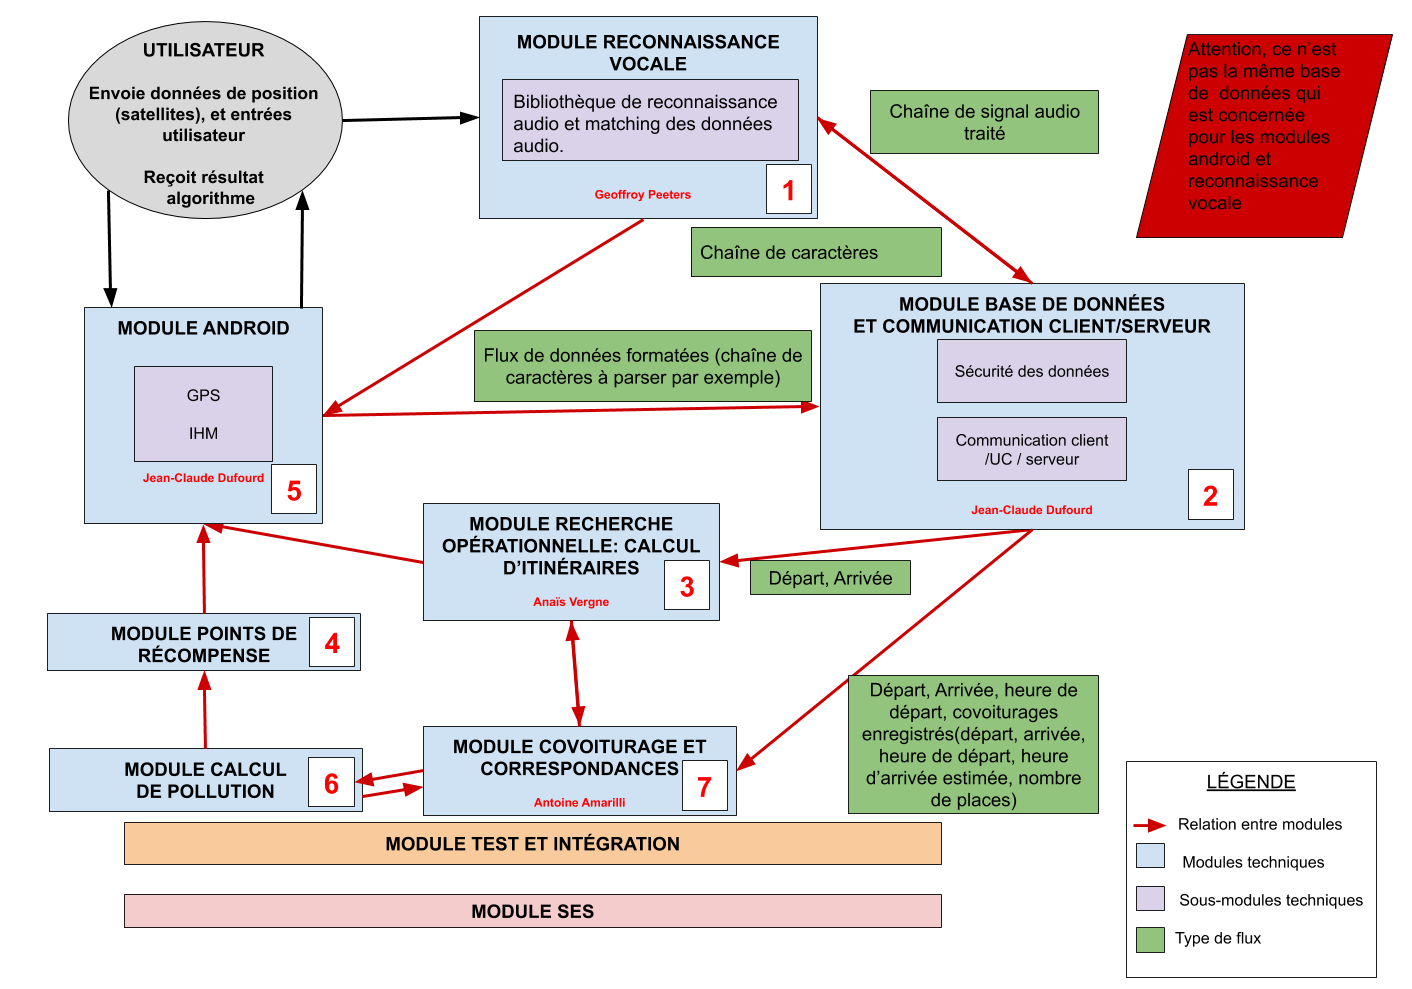 UTILISATEUR
Envoie données de position
(satellites), et entrées
utilisateur
Reçoit résultat
algorithme
MODULE RECONNAISSANCE
VOCALE
Bibliothèque de reconnaissance
audio et matching des données
audio.
Geoffroy Peeters
1
Chaîne de signal audio
traité
Attention, ce n'est
pas la même base
de données qui
est concernée
pour les modules
android et
reconnaissance
vocale
Chaîne de caractères
MODULE ANDROID
GPS
IHM
Jean-Claude Dufourd
5
Flux de données formatées (chaîne de
caractères à parser par exemple)
MODULE BASE DE DONNÉES
ET COMMUNICATION CLIENT/SERVEUR
Sécurité des données
Communication client
/UC / serveur
Jean-Claude Dufourd
2
MODULE RECHERCHE
OPÉRATIONNELLE: CALCUL
D'ITINÉRAIRES
Anaïs Vergne
3
Départ, Arrivée
MODULE POINTS DE
RÉCOMPENSE
4
Départ, Arrivée, heure de
départ, covoiturages
enregistrés(départ, arrivée,
heure de départ, heure
d'arrivée estimée, nombre
de places)
MODULE CALCUL
DE POLLUTION
6
MODULE COVOITURAGE ET
CORRESPONDANCES
Antoine Amarilli
7
MODULE TEST ET INTÉGRATION
MODULE SES
LÉGENDE
Relation entre modules
Modules techniques
Sous-modules techniques
Type de flux